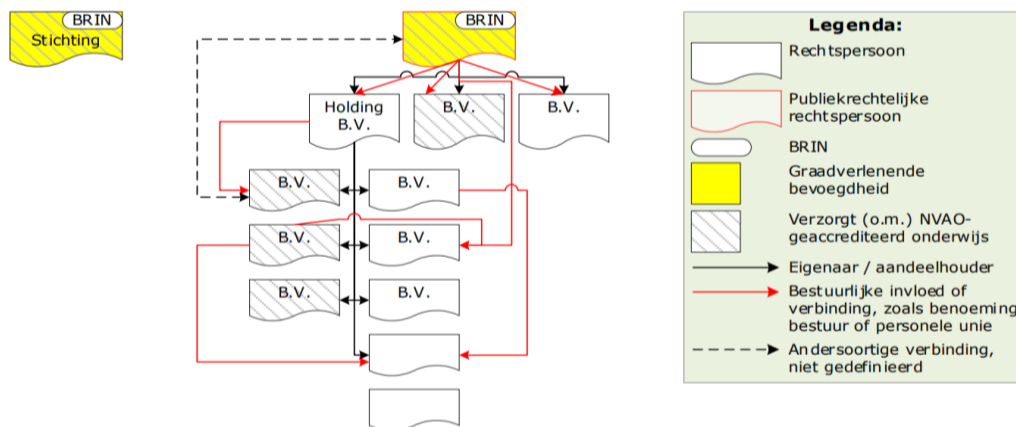 BRIN
Stichting
BRIN
Holding
B.V.
B.V.
B.V.
B.V.
B.V.
B.V.
B.V.
B.V.
B.V.
Legenda:
Rechtspersoon
Publiekrechtelijke
rechtspersoon
BRIN
Graadverlenende
bevoegdheid
Verzorgt (o.m.) NVAO-
geaccrediteerd onderwijs
Eigenaar / aandeelhouder
Bestuurlijke invloed of
verbinding, zoals benoeming
bestuur of personele unie
Andersoortige verbinding,
niet gedefinieerd